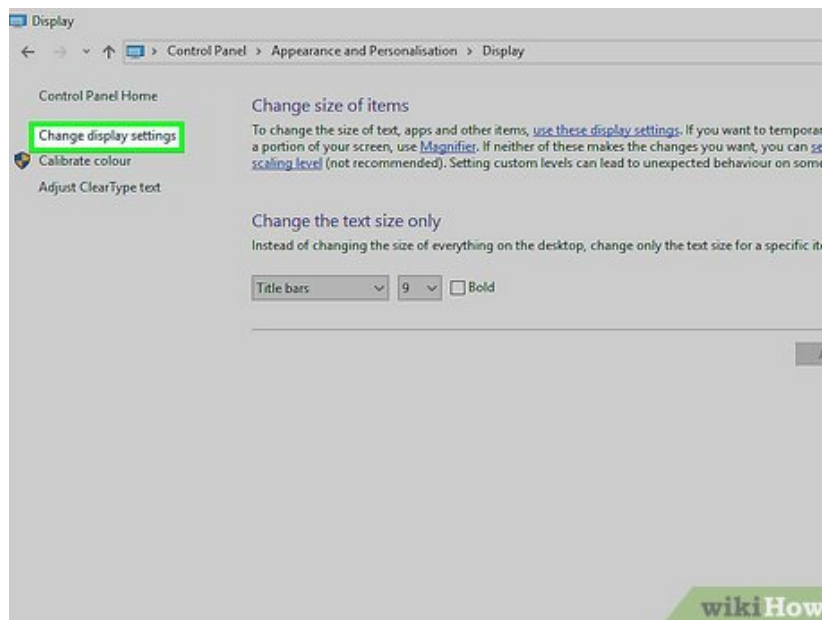 Display
Control Panel > Appearance and Personalisation > Display
Control Panel Home
Change display settings
Calibrate colour
Adjust ClearType text
Change size of items
To change the size of text, apps and other items, use these display settings. If you want to
a portion of your screen, use Magnifier. If neither of these makes the changes you want, you can
scaling level (not recommended). Setting custom levels can lead to unexpected behaviour on
Change the text size only
Instead of changing the size of everything on the desktop, change only the text size for a specific
Title bars 9 Bold
wikiHow